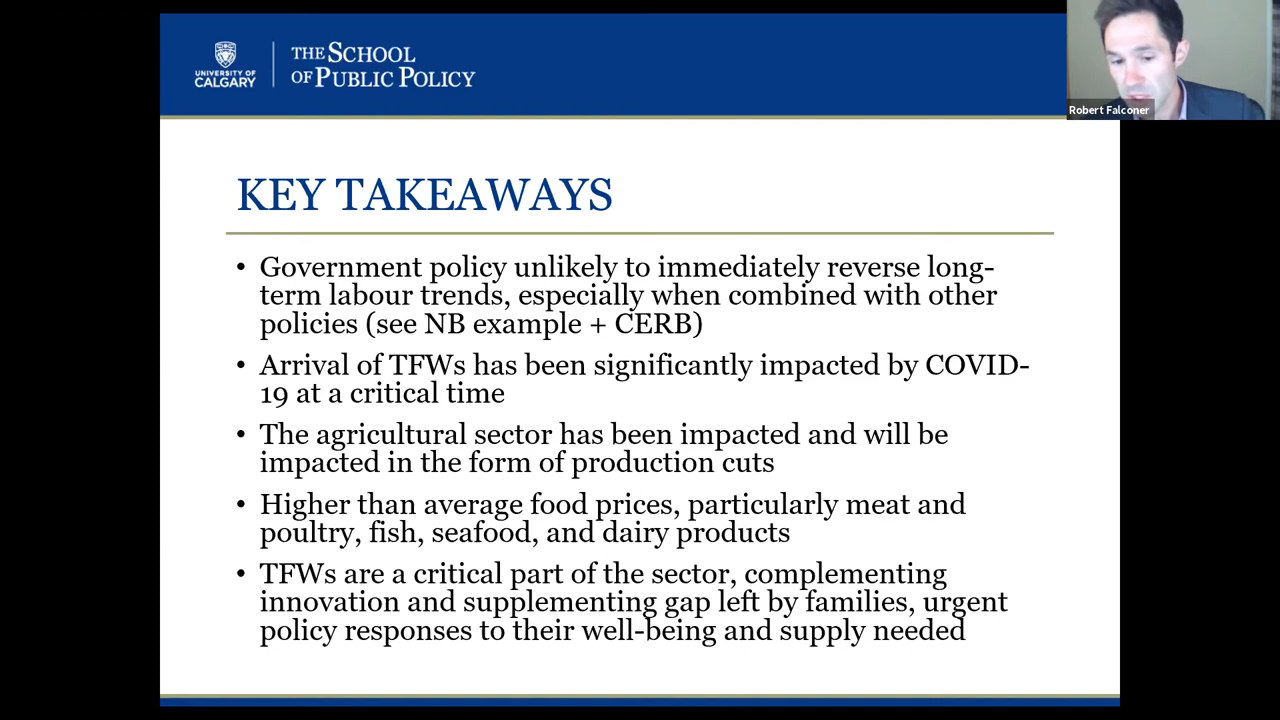 UNIVERSITY OF
CALGARY
THE SCHOOL
OF PUBLIC POLICY
Robert Falconer
KEY TAKEAWAYS
• Government policy unlikely to immediately reverse long-
term labour trends, especially when combined with other
policies (see NB example + CERB)
• Arrival of TFWs has been significantly impacted by COVID-
19 at a critical time
• The agricultural sector has been impacted and will be
impacted in the form of production cuts
• Higher than average food prices, particularly meat and
poultry, fish, seafood, and dairy products
• TFWs are a critical part of the sector, complementing
innovation and supplementing gap left by families, urgent
policy responses to their well-being and supply needed